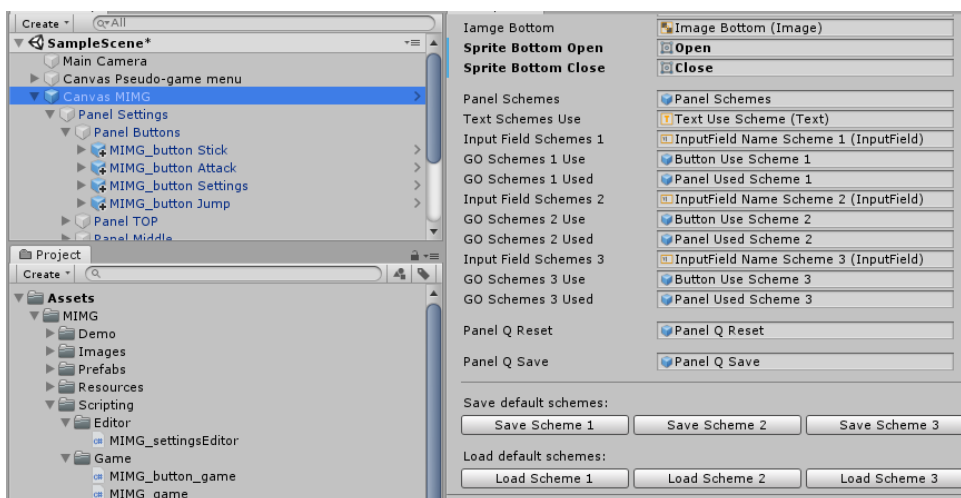 Create
All
SampleScene*
Main Camera
Canvas Pseudo-game menu
Canvas MIMG
Panel Settings
Panel Buttons
MIMG_button Stick
MIMG_button Attack
MIMG_button Settings
MIMG_button Jump
Panel TOP
Panel Middle
Project
Create
Assets
MIMG
Demo
Images
Prefabs
Resources
Scripting
Editor
MIMG_settingsEditor
Game
MIMG_button_game
MIMG_game
Iamge Bottom Image Bottom (Image)
Sprite Bottom Open Open
Sprite Bottom Close Close
Panel Schemes Panel Schemes
Text Schemes Use Text Use Scheme (Text)
Input Field Schemes 1 InputField Name Scheme 1 (InputField)
GO Schemes 1 Use Button Use Scheme 1
GO Schemes 1 Used Panel Used Scheme 1
Input Field Schemes 2 InputField Name Scheme 2 (InputField)
GO Schemes 2 Use Button Use Scheme 2
GO Schemes 2 Used Panel Used Scheme 2
Input Field Schemes 3 InputField Name Scheme 3 (InputField)
GO Schemes 3 Use Button Use Scheme 3
GO Schemes 3 Used Panel Used Scheme 3
Panel Q Reset Panel Q Reset
Panel Q Save Panel Q Save
Save default schemes:
Save Scheme 1 Save Scheme 2 Save Scheme 3
Load default schemes:
Load Scheme 1 Load Scheme 2 Load Scheme 3